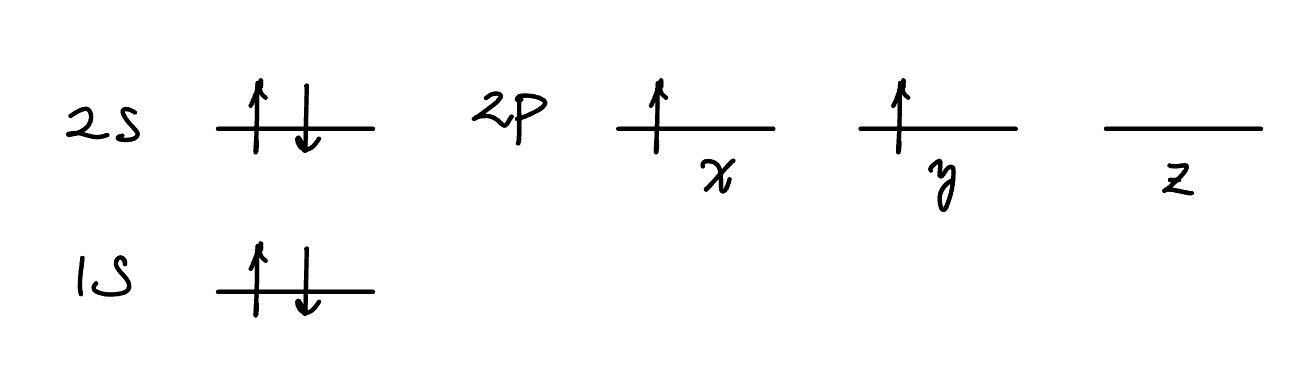 2s ↑↓ 2p ↑ ↑
x y z
1s ↑↓